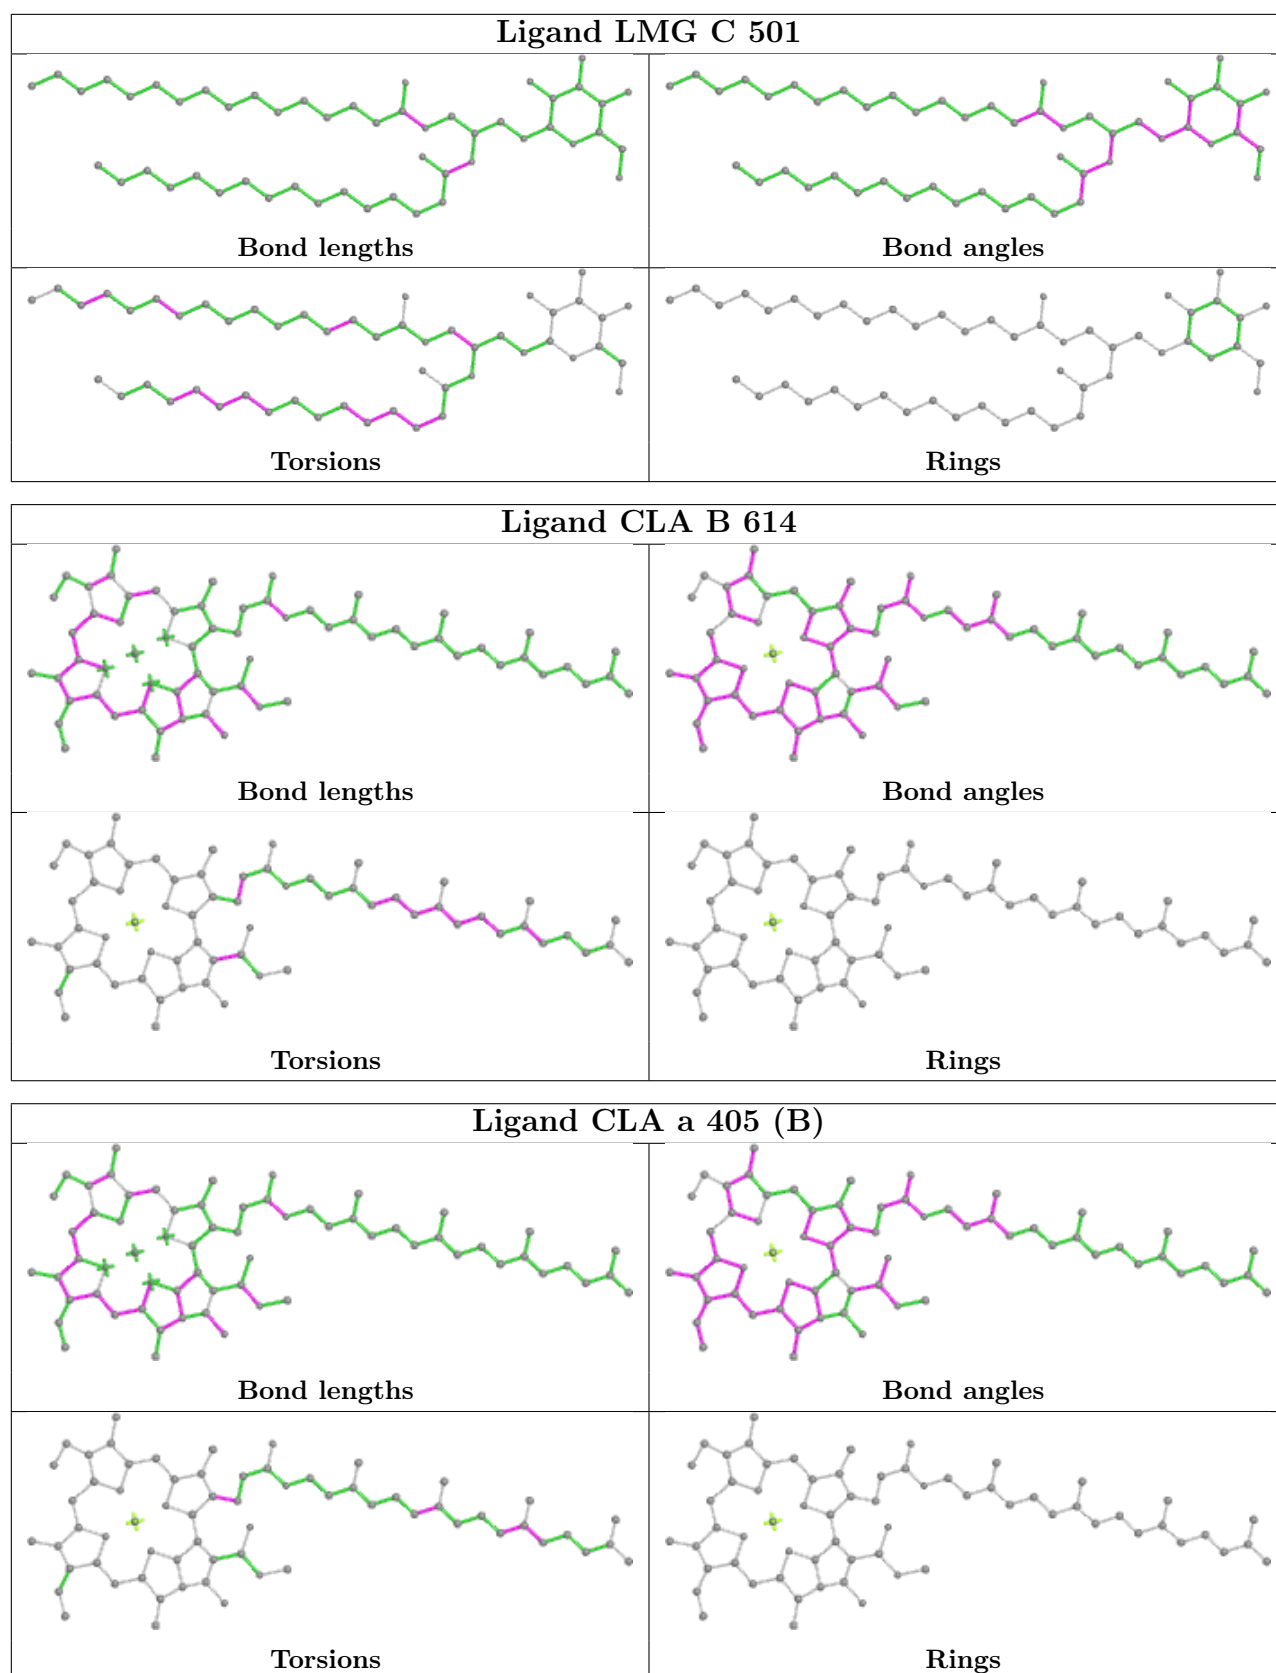 Ligand LMG C 501
Bond lengths
Bond angles
Torsions
Rings
Ligand CLA B 614
Bond lengths
Bond angles
Torsions
Rings
Ligand CLA a 405 (B)
Bond lengths
Bond angles
Torsions
Rings